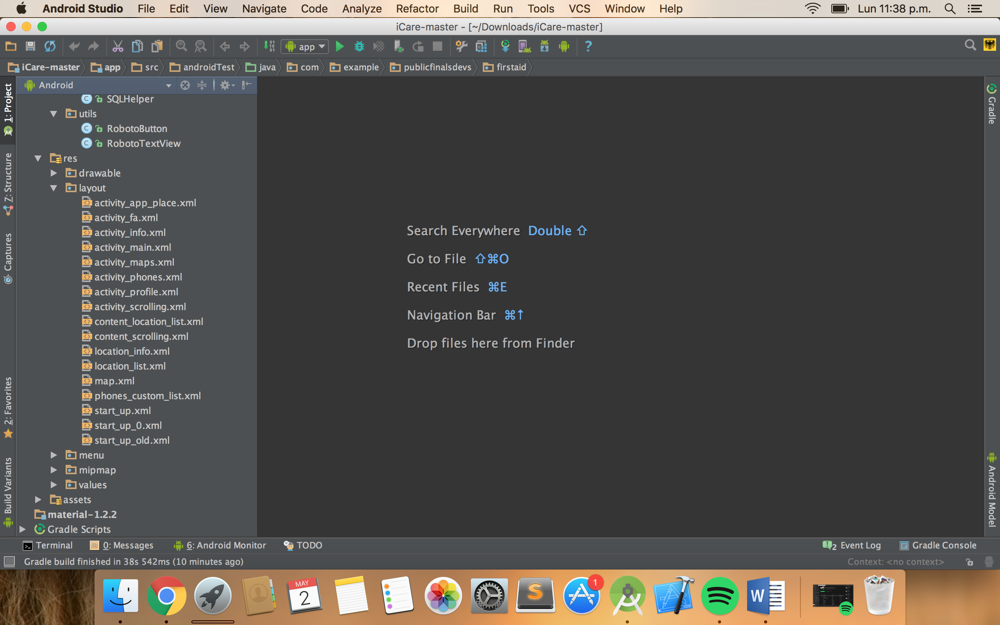 Android Studio File Edit View Navigate Code Analyze Refactor Build Run Tools VCS Window Help Lun 11:38 p.m.
iCare-master - [~/Downloads/iCare-master]
app
iCare-master app src androidTest java com example publicfinalsdevs firstaid
Android
1: Project
7: Structure
Captures
2: Favorites
Build Variants
SQLHelper
utils
RobotoButton
RobotoTextView
res
drawable
layout
activity_app_place.xml
activity_fa.xml
activity_info.xml
activity_main.xml
activity_maps.xml
activity_phones.xml
activity_profile.xml
activity_scrolling.xml
content_location_list.xml
content_scrolling.xml
location_info.xml
location_list.xml
map.xml
phones_custom_list.xml
start_up.xml
start_up_0.xml
start_up_old.xml
menu
mipmap
values
assets
material-1.2.2
Gradle Scripts
Search Everywhere Double ⇧
Go to File ⇧⌘O
Recent Files ⌘E
Navigation Bar ⌘↑
Drop files here from Finder
Gradle
Android Model
Terminal 0: Messages 6: Android Monitor TODO 2 Event Log Gradle Console
Gradle build finished in 38s 542ms (10 minutes ago) Context: <no context>
MAY
2
S
1
W